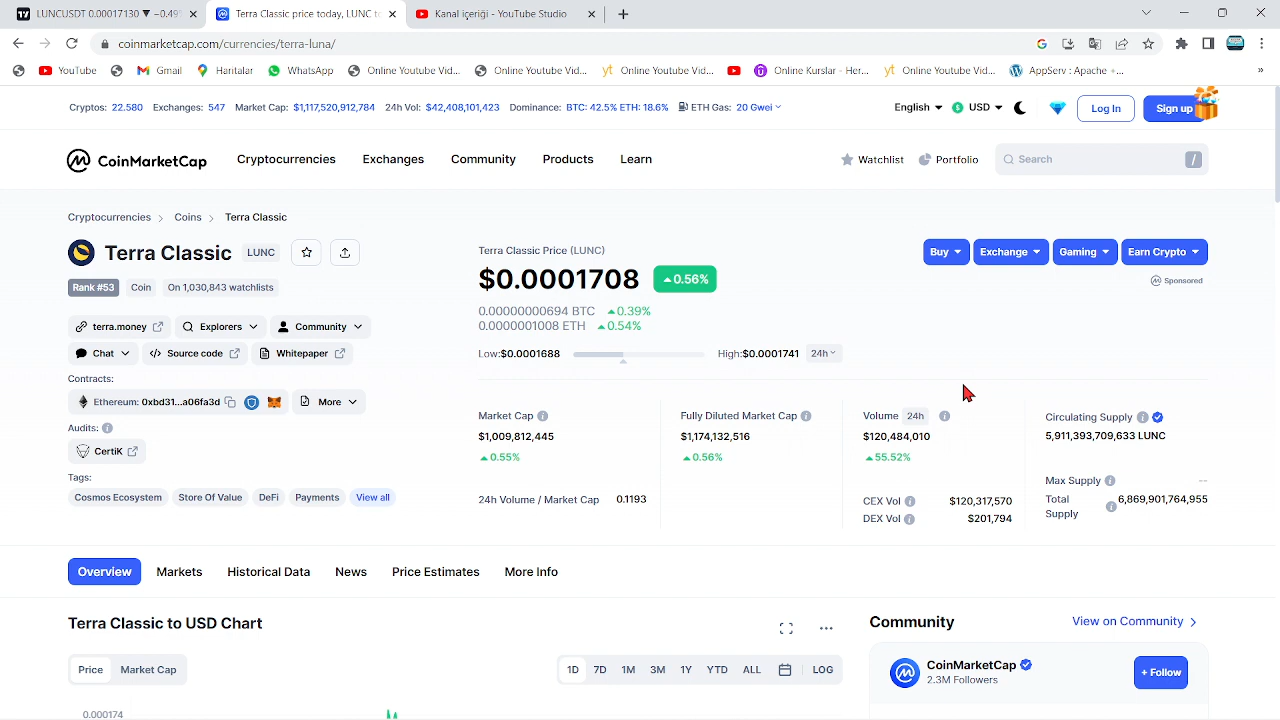 LUNCUSDT 0.00017130 ▼ −0.49%
Terra Classic price today, LUNC to
Kanal içeriği - YouTube Studio
coinmarketcap.com/currencies/terra-luna/
YouTube
Gmail
Haritalar
WhatsApp
Online Youtube Vid...
Online Youtube Vid...
Online Youtube Vid...
Online Kurslar - Her...
Online Youtube Vid...
AppServ : Apache +...
»
Cryptos: 22.580 Exchanges: 547 Market Cap: $1,117,520,912,784 24h Vol: $42,408,101,423 Dominance: BTC: 42.5% ETH: 18.6% ETH Gas: 20 Gwei
English USD Log In Sign up
CoinMarketCap Cryptocurrencies Exchanges Community Products Learn
Watchlist Portfolio Search /
Cryptocurrencies > Coins > Terra Classic
Terra Classic LUNC
Rank #53 Coin On 1,030,843 watchlists
terra.money Explorers Community
Chat Source code Whitepaper
Contracts:
Ethereum: 0xbd31...a06fa3d More
Audits:
CertiK
Tags:
Cosmos Ecosystem Store Of Value DeFi Payments View all
Terra Classic Price (LUNC)
$0.0001708 0.56%
0.00000000694 BTC 0.39%
0.0000001008 ETH 0.54%
Low:$0.0001688 High:$0.0001741 24h
Buy Exchange Gaming Earn Crypto
Sponsored
Market Cap
$1,009,812,445
0.55%
24h Volume / Market Cap 0.1193
Fully Diluted Market Cap
$1,174,132,516
0.56%
Volume 24h
$120,484,010
55.52%
CEX Vol $120,317,570
DEX Vol $201,794
Circulating Supply
5,911,393,709,633 LUNC
Max Supply --
Total Supply 6,869,901,764,955
Overview Markets Historical Data News Price Estimates More Info
Terra Classic to USD Chart
Price Market Cap
1D 7D 1M 3M 1Y YTD ALL LOG
0.000174
Community View on Community >
CoinMarketCap
2.3M Followers
+ Follow